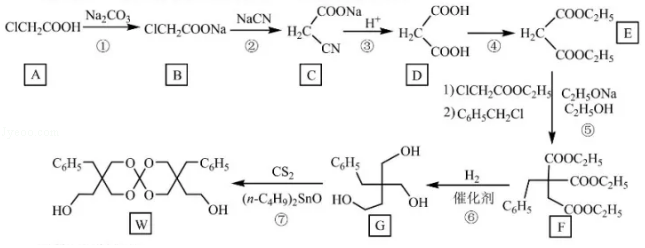 ClCH₂COOH
Na₂CO₃
①
ClCH₂COONa
NaCN
②
COONa
H₂C
CN
H⁺
③
COOH
H₂C
COOH
④
COOC₂H₅
H₂C
COOC₂H₅
A
B
C
D
E
1)ClCH₂COOC₂H₅
2)C₆H₅CH₂Cl
C₂H₅ONa
C₂H₅OH
⑤
C₆H₅
C₆H₅
O
O
O
O
HO
OH
W
CS₂
(n-C₄H₉)₂SnO
⑦
C₆H₅
OH
HO
OH
G
H₂
催化剂
⑥
COOC₂H₅
COOC₂H₅
C₆H₅
COOC₂H₅
F